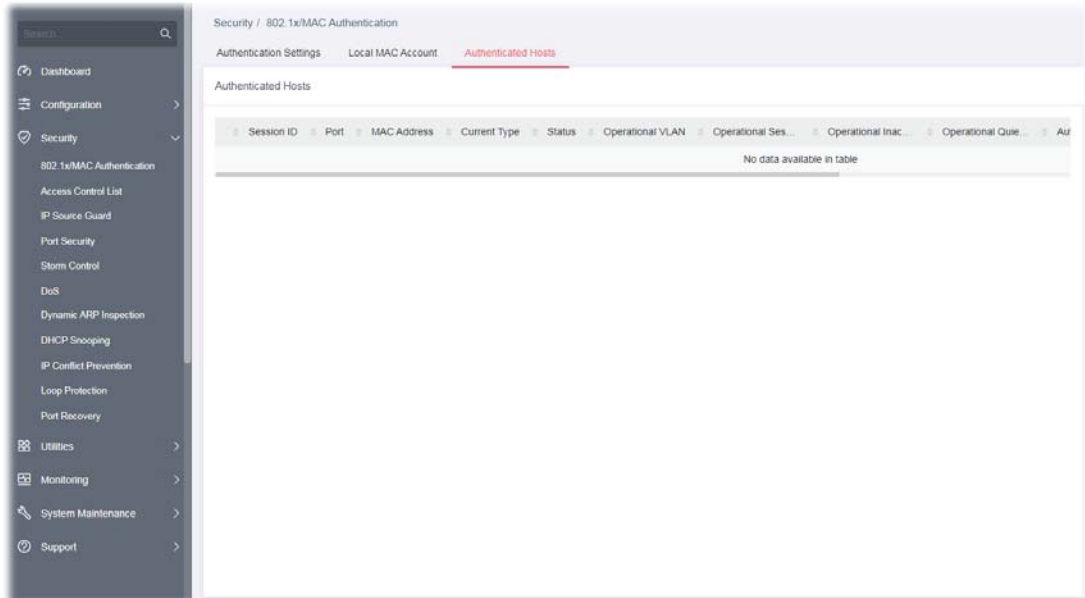 Search...
Dashboard
Configuration
Security
802.1x/MAC Authentication
Access Control List
IP Source Guard
Port Security
Storm Control
DoS
Dynamic ARP Inspection
DHCP Snooping
IP Conflict Prevention
Loop Protection
Port Recovery
Utilities
Monitoring
System Maintenance
Support
Security / 802.1x/MAC Authentication
Authentication Settings Local MAC Account Authenticated Hosts
Authenticated Hosts
Session ID Port MAC Address Current Type Status Operational VLAN Operational Ses... Operational Inac... Operational Quie... Au
No data available in table